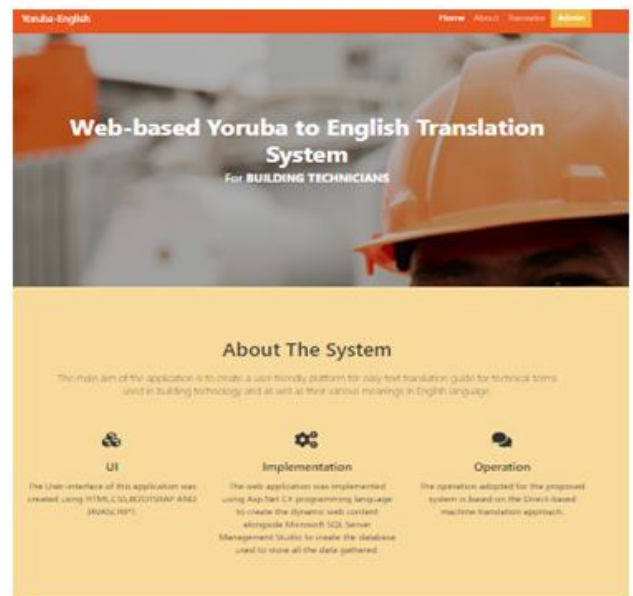 Yoruba-English
Home About Translator Admin
Web-based Yoruba to English Translation
System
For BUILDING TECHNICIANS
About The System
The main aim of the application is to create a user friendly platform for easy text translation guide for technical terms
used in building technology and as well as their various meanings in English language.
UI
The User-interface of this application was
created using HTML,CSS,BOOTSTRAP AND
JAVASCRIPT.
Implementation
The web application was implemented
using Asp.Net C# programming language
to create the dynamic web content
alongside Microsoft SQL Server
Management Studio to create the database
used to store all the data gathered.
Operation
The operation adopted for the proposed
system is based on the Direct-based
machine translation approach.